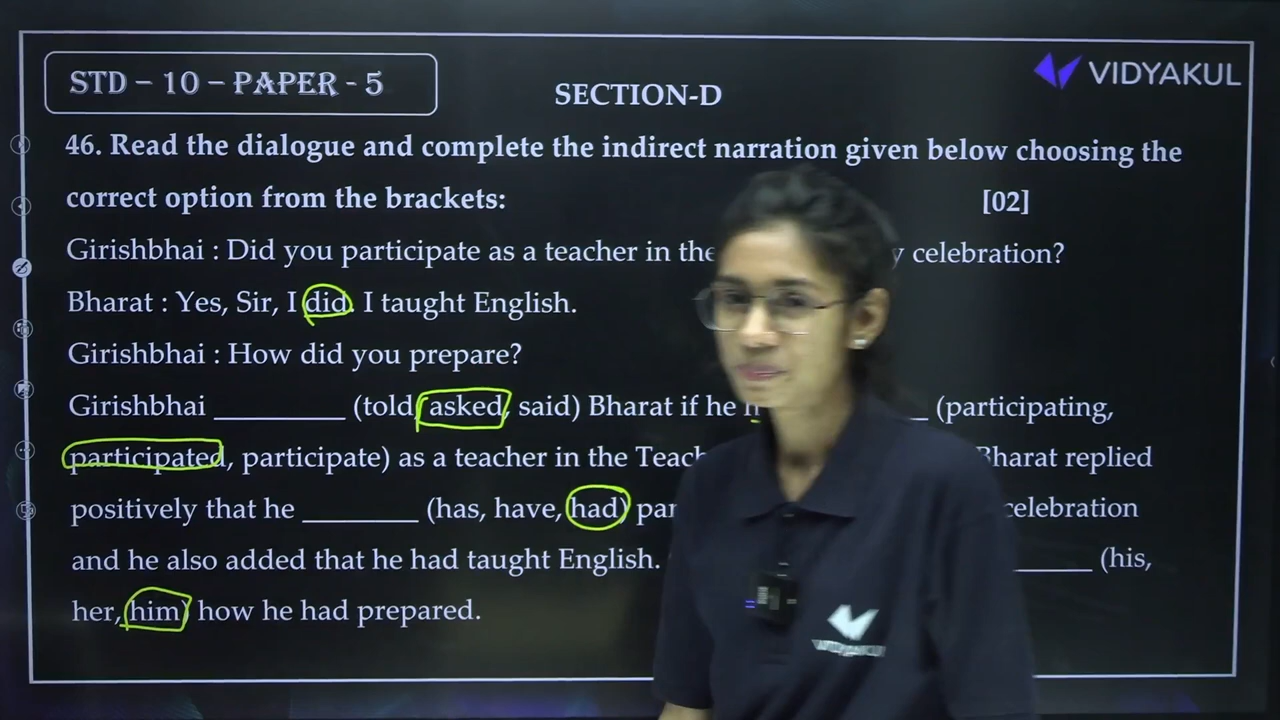 STD – 10 – PAPER - 5
SECTION-D
VIDYAKUL
46. Read the dialogue and complete the indirect narration given below choosing the
correct option from the brackets: [02]
Girishbhai : Did you participate as a teacher in the celebration?
Bharat : Yes, Sir, I did. I taught English.
Girishbhai : How did you prepare?
Girishbhai _________ (told, asked, said) Bharat if he (participating,
participated, participate) as a teacher in the Bharat replied
positively that he ________ (has, have, had) celebration
and he also added that he had taught English. (his,
her, him) how he had prepared.
VIDYAKUL